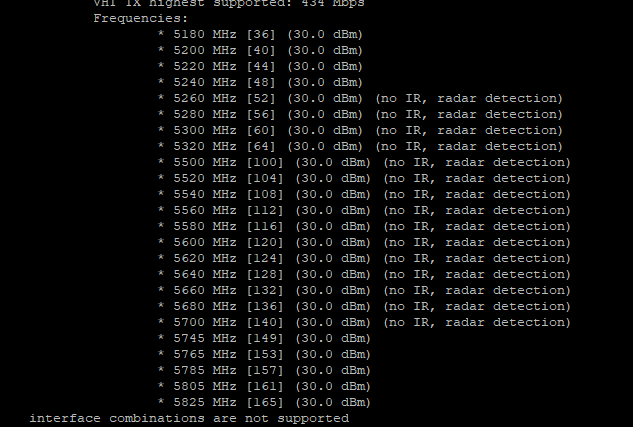 VHT TX highest supported: 434 Mbps
Frequencies:
* 5180 MHz [36] (30.0 dBm)
* 5200 MHz [40] (30.0 dBm)
* 5220 MHz [44] (30.0 dBm)
* 5240 MHz [48] (30.0 dBm)
* 5260 MHz [52] (30.0 dBm) (no IR, radar detection)
* 5280 MHz [56] (30.0 dBm) (no IR, radar detection)
* 5300 MHz [60] (30.0 dBm) (no IR, radar detection)
* 5320 MHz [64] (30.0 dBm) (no IR, radar detection)
* 5500 MHz [100] (30.0 dBm) (no IR, radar detection)
* 5520 MHz [104] (30.0 dBm) (no IR, radar detection)
* 5540 MHz [108] (30.0 dBm) (no IR, radar detection)
* 5560 MHz [112] (30.0 dBm) (no IR, radar detection)
* 5580 MHz [116] (30.0 dBm) (no IR, radar detection)
* 5600 MHz [120] (30.0 dBm) (no IR, radar detection)
* 5620 MHz [124] (30.0 dBm) (no IR, radar detection)
* 5640 MHz [128] (30.0 dBm) (no IR, radar detection)
* 5660 MHz [132] (30.0 dBm) (no IR, radar detection)
* 5680 MHz [136] (30.0 dBm) (no IR, radar detection)
* 5700 MHz [140] (30.0 dBm) (no IR, radar detection)
* 5745 MHz [149] (30.0 dBm)
* 5765 MHz [153] (30.0 dBm)
* 5785 MHz [157] (30.0 dBm)
* 5805 MHz [161] (30.0 dBm)
* 5825 MHz [165] (30.0 dBm)
interface combinations are not supported